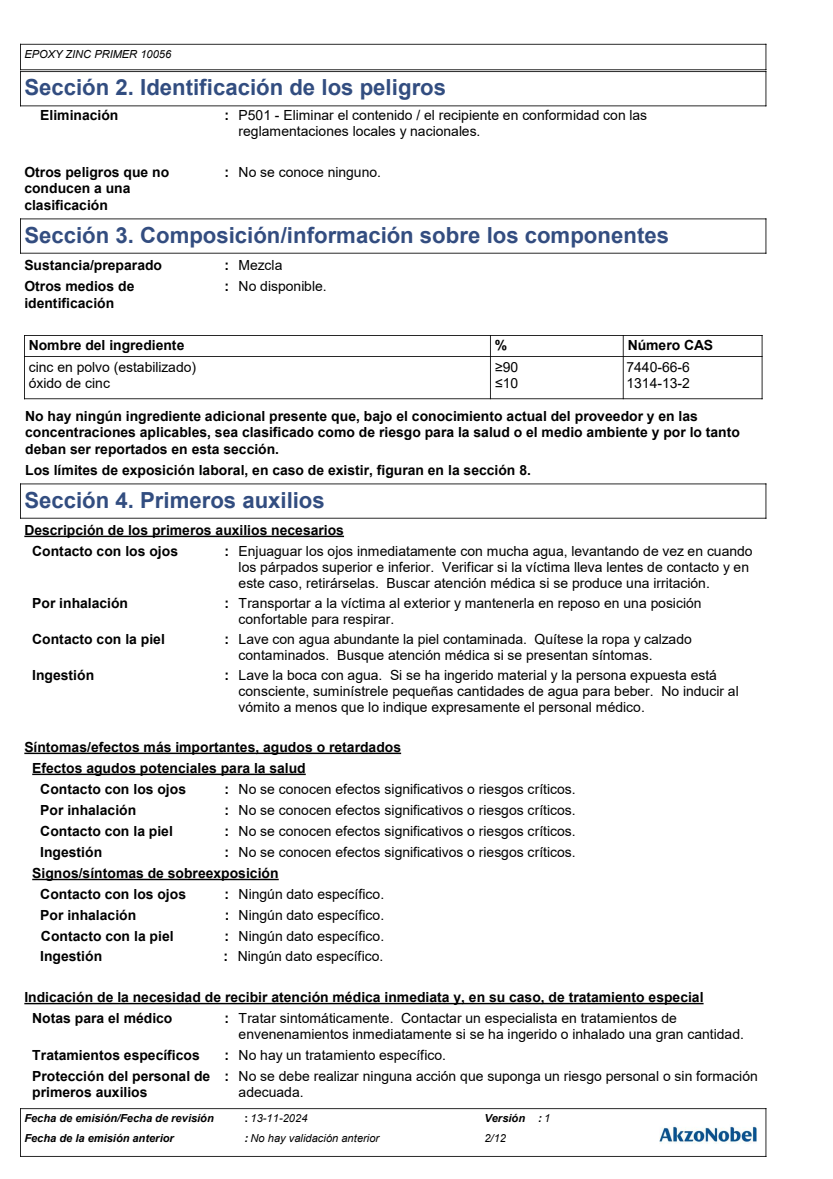 EPOXY ZINC PRIMER 10056
Sección 2. Identificación de los peligros
Eliminación : P501 - Eliminar el contenido / el recipiente en conformidad con las
reglamentaciones locales y nacionales.
Otros peligros que no : No se conoce ninguno.
conducen a una
clasificación
Sección 3. Composición/información sobre los componentes
Sustancia/preparado : Mezcla
Otros medios de : No disponible.
identificación
Nombre del ingrediente % Número CAS
cinc en polvo (estabilizado) ≥90 7440-66-6
óxido de cinc ≤10 1314-13-2
No hay ningún ingrediente adicional presente que, bajo el conocimiento actual del proveedor y en las
concentraciones aplicables, sea clasificado como de riesgo para la salud o el medio ambiente y por lo tanto
deban ser reportados en esta sección.
Los límites de exposición laboral, en caso de existir, figuran en la sección 8.
Sección 4. Primeros auxilios
Descripción de los primeros auxilios necesarios
Contacto con los ojos : Enjuaguar los ojos inmediatamente con mucha agua, levantando de vez en cuando
los párpados superior e inferior. Verificar si la víctima lleva lentes de contacto y en
este caso, retirárselas. Buscar atención médica si se produce una irritación.
Por inhalación : Transportar a la víctima al exterior y mantenerla en reposo en una posición
confortable para respirar.
Contacto con la piel : Lave con agua abundante la piel contaminada. Quítese la ropa y calzado
contaminados. Busque atención médica si se presentan síntomas.
Ingestión : Lave la boca con agua. Si se ha ingerido material y la persona expuesta está
consciente, suminístrele pequeñas cantidades de agua para beber. No inducir al
vómito a menos que lo indique expresamente el personal médico.
Síntomas/efectos más importantes, agudos o retardados
Efectos agudos potenciales para la salud
Contacto con los ojos : No se conocen efectos significativos o riesgos críticos.
Por inhalación : No se conocen efectos significativos o riesgos críticos.
Contacto con la piel : No se conocen efectos significativos o riesgos críticos.
Ingestión : No se conocen efectos significativos o riesgos críticos.
Signos/síntomas de sobreexposición
Contacto con los ojos : Ningún dato específico.
Por inhalación : Ningún dato específico.
Contacto con la piel : Ningún dato específico.
Ingestión : Ningún dato específico.
Indicación de la necesidad de recibir atención médica inmediata y, en su caso, de tratamiento especial
Notas para el médico : Tratar sintomáticamente. Contactar un especialista en tratamientos de
envenenamientos inmediatamente si se ha ingerido o inhalado una gran cantidad.
Tratamientos específicos : No hay un tratamiento específico.
Protección del personal de : No se debe realizar ninguna acción que suponga un riesgo personal o sin formación
primeros auxilios adecuada.
Fecha de emisión/Fecha de revisión : 13-11-2024 Versión : 1
Fecha de la emisión anterior : No hay validación anterior 2/12 AkzoNobel